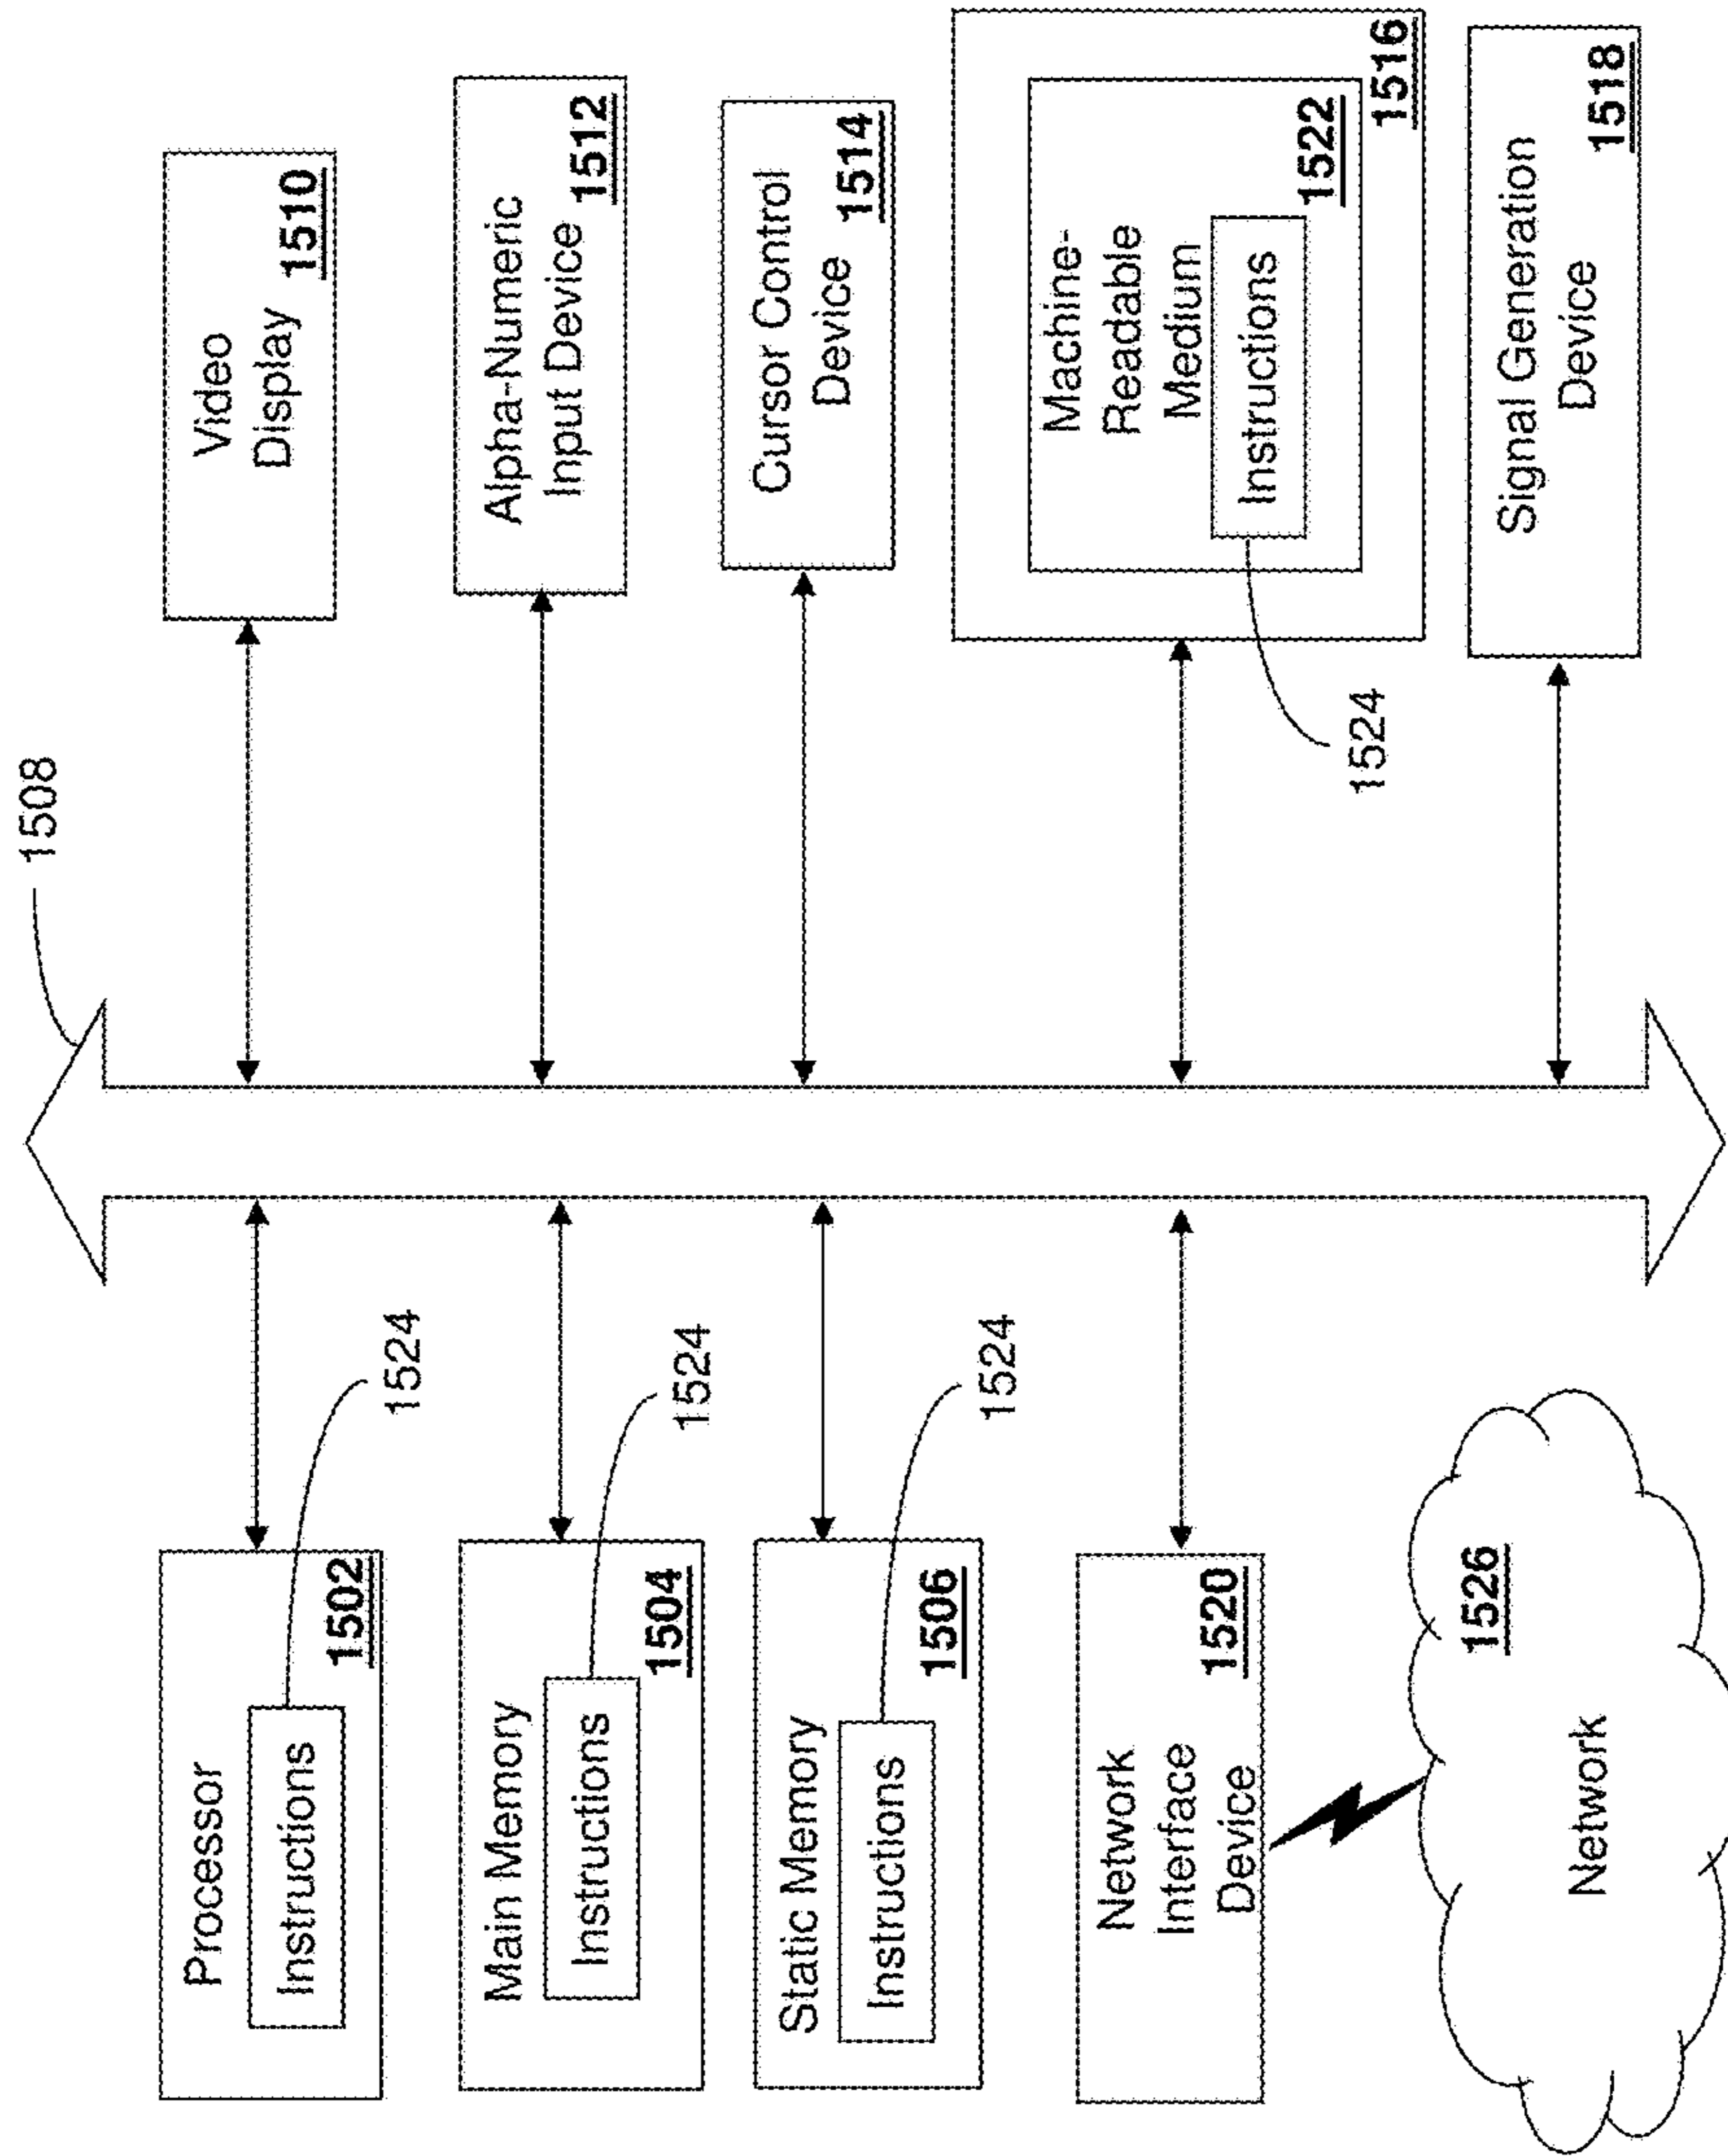 1508
Processor
Instructions
1502
1524
Main Memory
Instructions
1504
1524
Static Memory
Instructions
1506
1524
Network
Interface
Device
1520
1526
Network
Video
Display
1510
Alpha-Numeric
Input Device
1512
Cursor Control
Device
1514
Machine-
Readable
Medium
1522
Instructions
1516
1524
Signal Generation
Device
1518